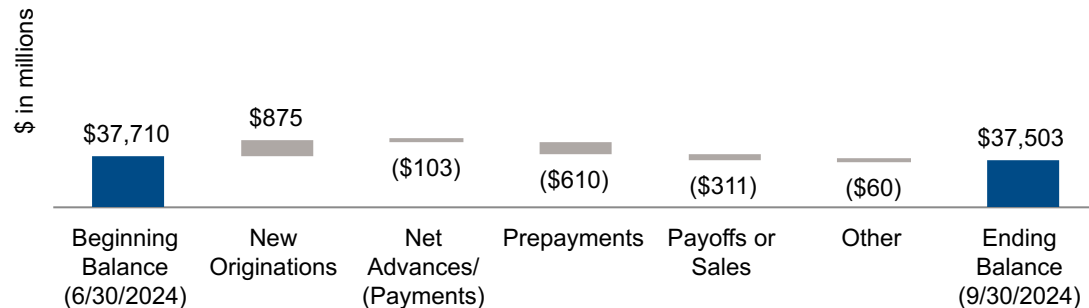 $ in millions
$37,710
$875
($103)
($610)
($311)
($60)
$37,503
Beginning
Balance
(6/30/2024)
New
Originations
Net
Advances/
(Payments)
Prepayments
Payoffs or
Sales
Other
Ending
Balance
(9/30/2024)